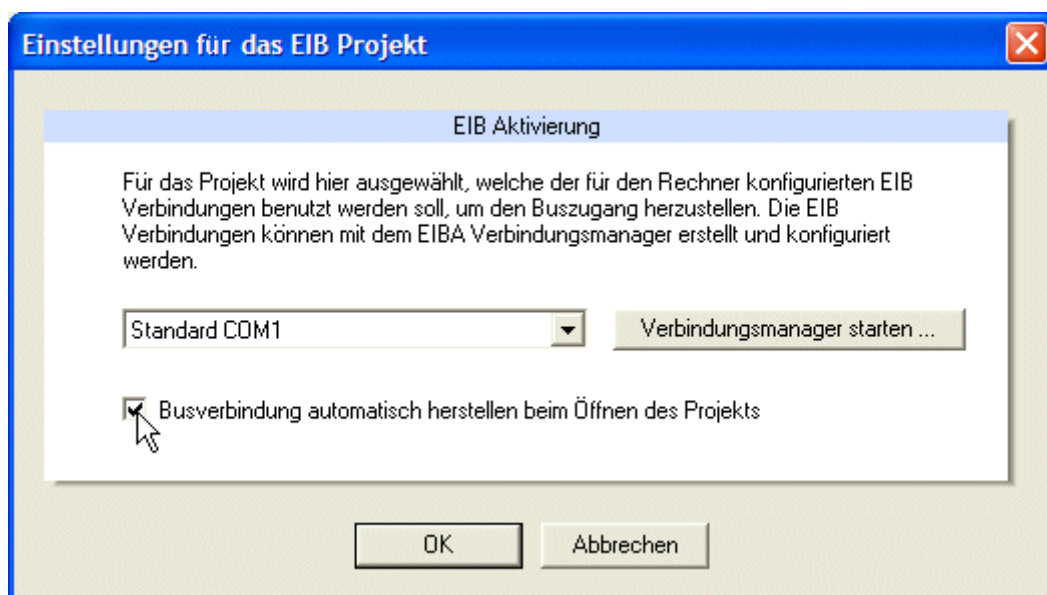 Einstellungen für das EIB Projekt
EIB Aktivierung
Für das Projekt wird hier ausgewählt, welche der für den Rechner konfigurierten EIB
Verbindungen benutzt werden soll, um den Buszugang herzustellen. Die EIB
Verbindungen können mit dem EIBA Verbindungsmanager erstellt und konfiguriert
werden.
Standard COM1
Verbindungsmanager starten ...
Busverbindung automatisch herstellen beim Öffnen des Projekts
OK
Abbrechen